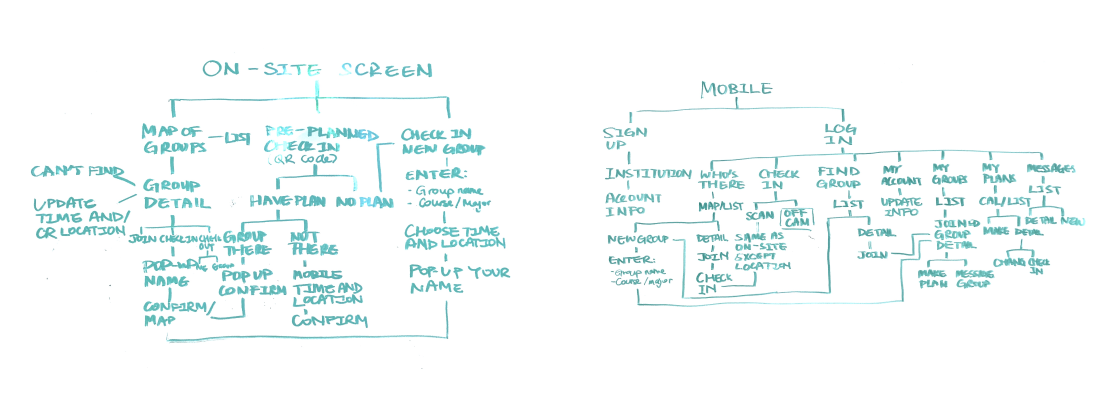 ON-SITE SCREEN
MAP OF
GROUPS
LIST
PRE-PLANNED
CHECK IN
(QR CODE)
CHECK IN
NEW GROUP
CAN'T FIND
UPDATE
TIME AND/
OR LOCATION
GROUP
DETAIL
HAVE PLAN
NO PLAN
ENTER:
- Group name
- Course/Major
JOIN
CHECK IN
CHECK
OUT
GROUP
THERE
NOT
THERE
CHOOSE TIME
AND LOCATION
POP-UP
NAME
POP UP
CONFIRM
MOBILE
TIME AND
LOCATION
POP-UP YOUR
NAME
CONFIRM/
MAP
CONFIRM
MOBILE
SIGN
UP
LOG
IN
INSTITUTION
ACCOUNT
INFO
WHO'S
THERE
CHECK
IN
FIND
GROUP
MY
ACCOUNT
MY
GROUPS
MY
PLANS
MESSAGES
MAP/LIST
SCAN
OFF
CAM
LIST
UPDATE
INFO
LIST
CAL/LIST
LIST
NEW GROUP
DETAIL
SAME AS
ON-SITE
EXCEPT
LOCATION
DETAIL
JOINED
GROUP
DETAIL
MAKE
DETAIL
DETAIL
NEW
ENTER:
- Group name
- Course/Major
JOIN
CHECK
IN
JOIN
MAKE
PLAN
MESSAGE
GROUP
CHECK
IN